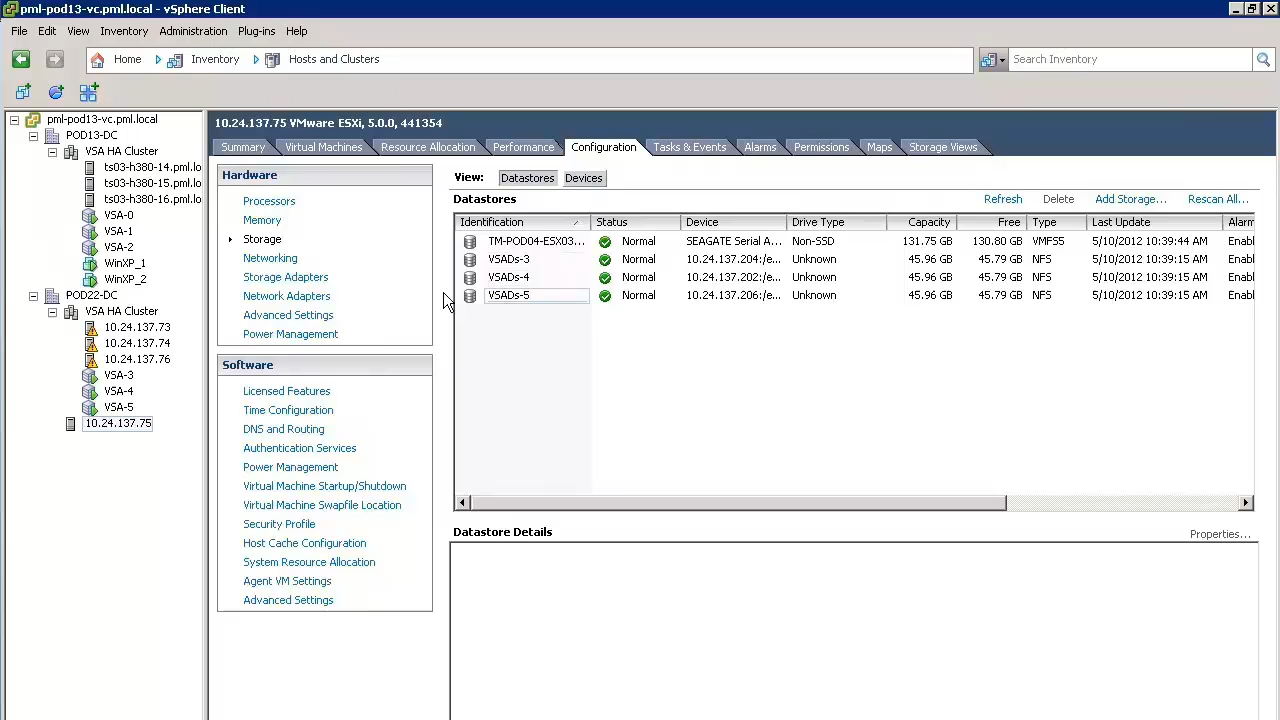 pml-pod13-vc.pml.local - vSphere Client
File Edit View Inventory Administration Plug-ins Help
Home Inventory Hosts and Clusters Search Inventory
pml-pod13-vc.pml.local
POD13-DC
VSA HA Cluster
ts03-h380-14.pml.lo
ts03-h380-15.pml.lo
ts03-h380-16.pml.lo
VSA-0
VSA-1
VSA-2
WinXP_1
WinXP_2
POD22-DC
VSA HA Cluster
10.24.137.73
10.24.137.74
10.24.137.76
VSA-3
VSA-4
VSA-5
10.24.137.75
10.24.137.75 VMware ESXi, 5.0.0, 441354
Summary Virtual Machines Resource Allocation Performance Configuration Tasks & Events Alarms Permissions Maps Storage Views
Hardware
Processors
Memory
Storage
Networking
Storage Adapters
Network Adapters
Advanced Settings
Power Management
Software
Licensed Features
Time Configuration
DNS and Routing
Authentication Services
Power Management
Virtual Machine Startup/Shutdown
Virtual Machine Swapfile Location
Security Profile
Host Cache Configuration
System Resource Allocation
Agent VM Settings
Advanced Settings
View: Datastores Devices
Datastores Refresh Delete Add Storage... Rescan All...
Identification Status Device Drive Type Capacity Free Type Last Update Alarm
TM-POD04-ESX03... Normal SEAGATE Serial A... Non-SSD 131.75 GB 130.80 GB VMFS5 5/10/2012 10:39:44 AM Enabl
VSADs-3 Normal 10.24.137.204:/e... Unknown 45.96 GB 45.79 GB NFS 5/10/2012 10:39:15 AM Enabl
VSADs-4 Normal 10.24.137.202:/e... Unknown 45.96 GB 45.79 GB NFS 5/10/2012 10:39:15 AM Enabl
VSADs-5 Normal 10.24.137.206:/e... Unknown 45.96 GB 45.79 GB NFS 5/10/2012 10:39:15 AM Enabl
Datastore Details Properties...